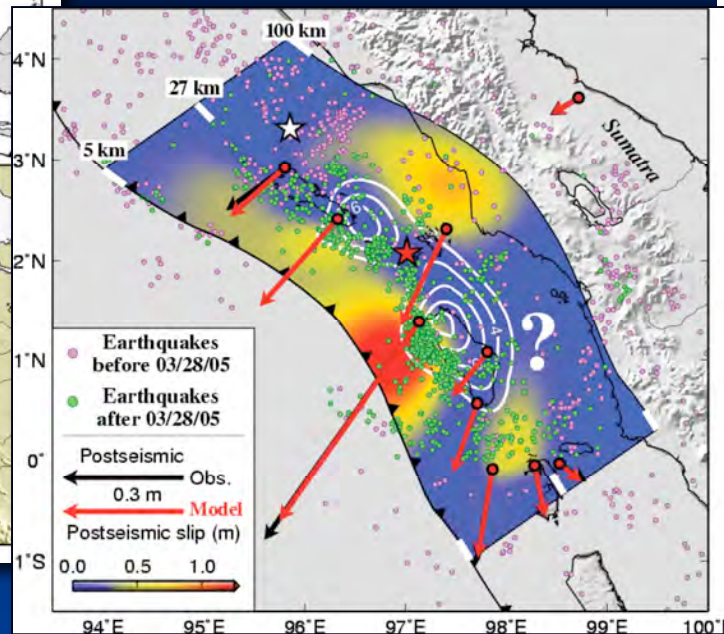 100 km
4°N
27 km
3°N
5 km
Sumatra
6
2°N
4
?
Earthquakes
before 03/28/05
1°N
Earthquakes
after 03/28/05
0°
Postseismic
Obs.
0.3 m
Model
Postseismic slip (m)
0.0 0.5 1.0
1°S
94°E 95°E 96°E 97°E 98°E 99°E 100°